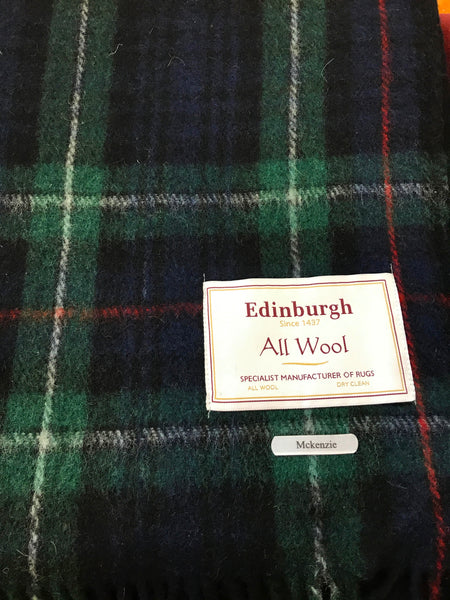 Edinburgh
Since 1437
All Wool
SPECIALIST MANUFACTURER OF RUGS
ALL WOOL DRY CLEAN
Mckenzie